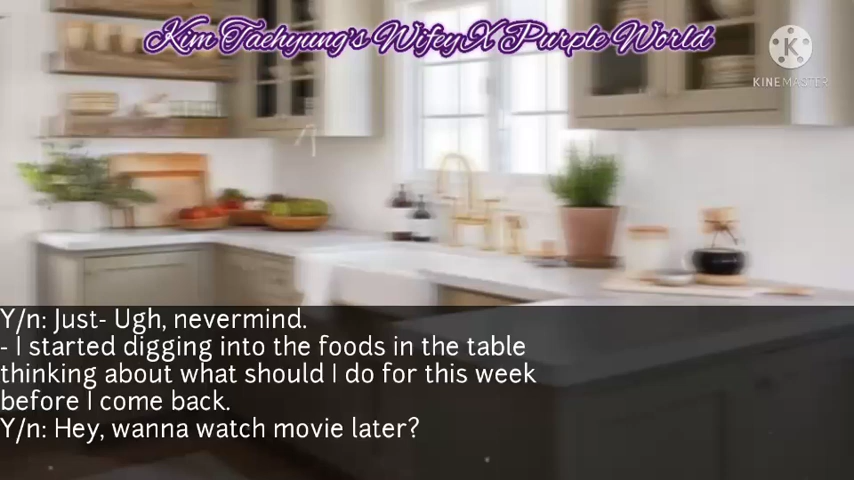 Kim Taehyung's WifeyX Purple World
KINEMASTER
Y/n: Just- Ugh, nevermind.
- I started digging into the foods in the table
thinking about what should I do for this week
before I come back.
Y/n: Hey, wanna watch movie later?